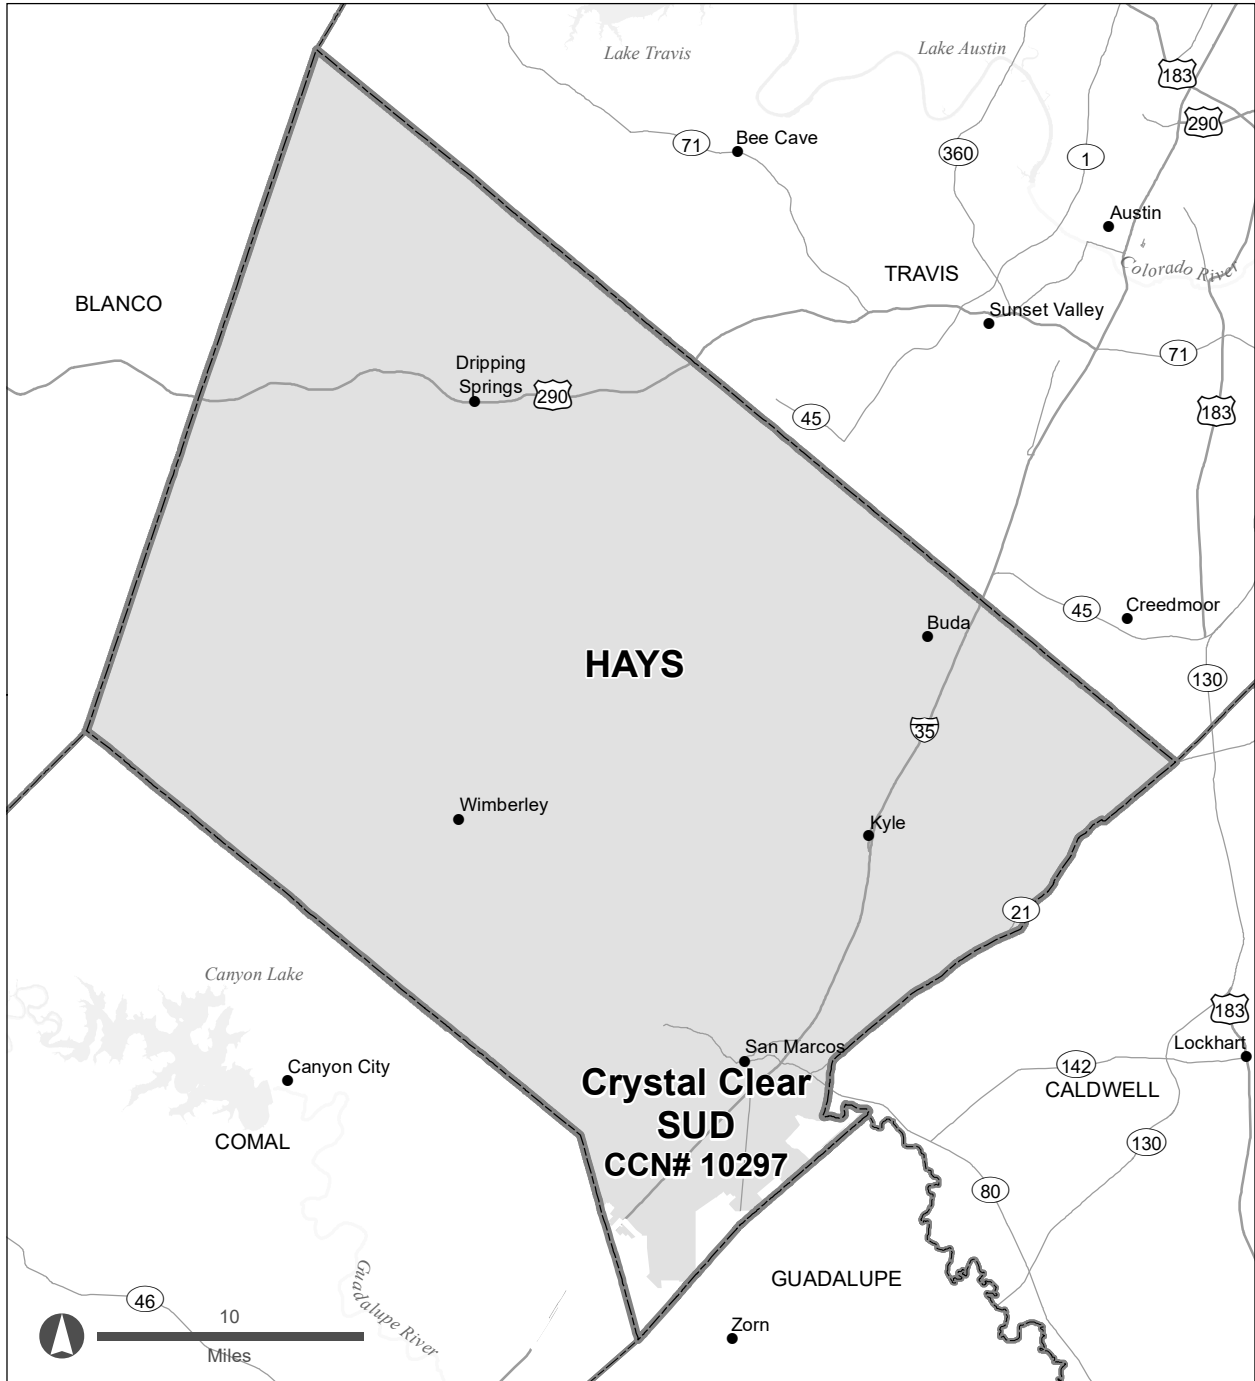 Lake Travis
Lake Austin
183
290
71
Bee Cave
360
1
Austin
Colorado River
TRAVIS
BLANCO
Sunset Valley
71
Dripping
Springs
290
183
45
45
Creedmoor
Buda
HAYS
130
35
Wimberley
Kyle
21
Canyon Lake
183
San Marcos
Lockhart
142
Canyon City
Crystal Clear
SUD
CCN# 10297
CALDWELL
COMAL
130
80
GUADALUPE
Guadalupe River
46
10
Miles
Zorn